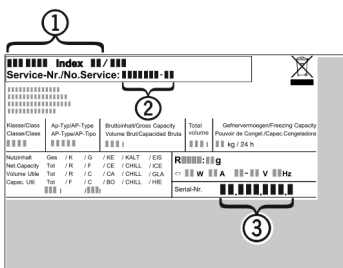 1
Index /
Service-Nr./No.Service: -
2
Klasse/Class Ap-Typ/AP-Type Bruttoinhalt/Gross Capacity Total Gefriervermoegen/Freezing Capacity
Classe/Clase AP-Type/AP-Tipo Volume Brut/Capacidad Bruta volume Pouvoir de Congel./Capac.Congeladora
l l kg / 24 h
Nutzinhalt Ges / K / G / KE / KALT / EIS
Net.Capacity Tot / R / F / CE / CHILL / ICE
Volume Utile Tot / R / C / CA / CHILL / GLA
Capac. Util Tot / F / C / BO / CHILL / HIE
l / l
R : g
W A - V Hz
Serial-Nr. . . .
3